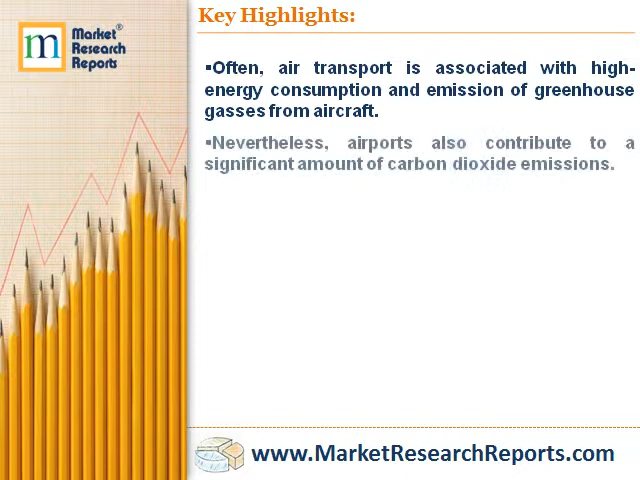 m
Market®
Research
Reports
Key Highlights:
▪Often, air transport is associated with high-
energy consumption and emission of greenhouse
gasses from aircraft.
▪Nevertheless, airports also contribute to a
significant amount of carbon dioxide emissions.
www.MarketResearchReports.com